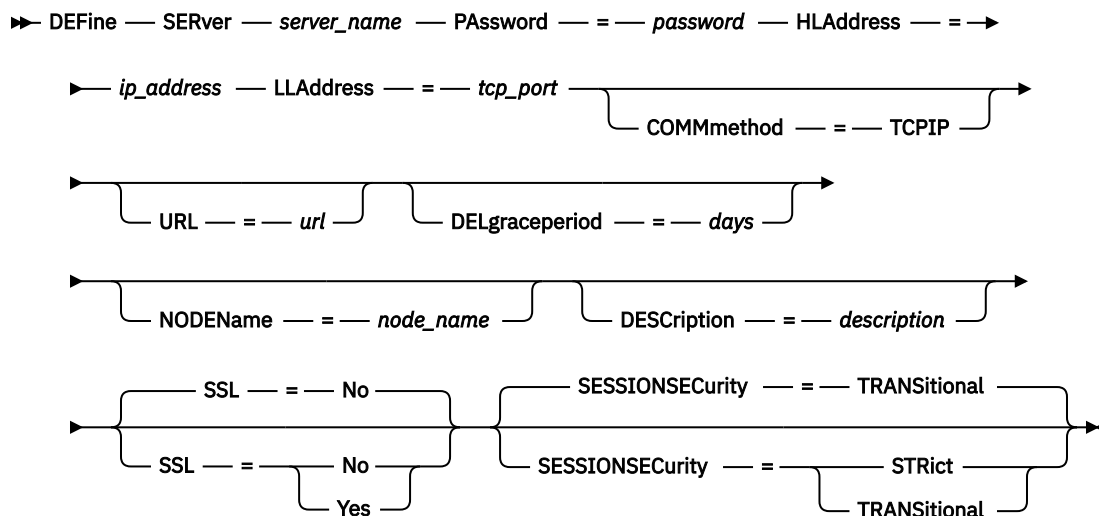 DEFine SERver server_name PAssword = password HLAddress =
ip_address LLAddress = tcp_port
COMMmethod = TCPIP
URL = url DELgraceperiod = days
NODEName = node_name DESCription = description
SSL = No SESSIONSECurity = TRANSitional
SSL = No SESSIONSECurity = STRict
Yes TRANSitional